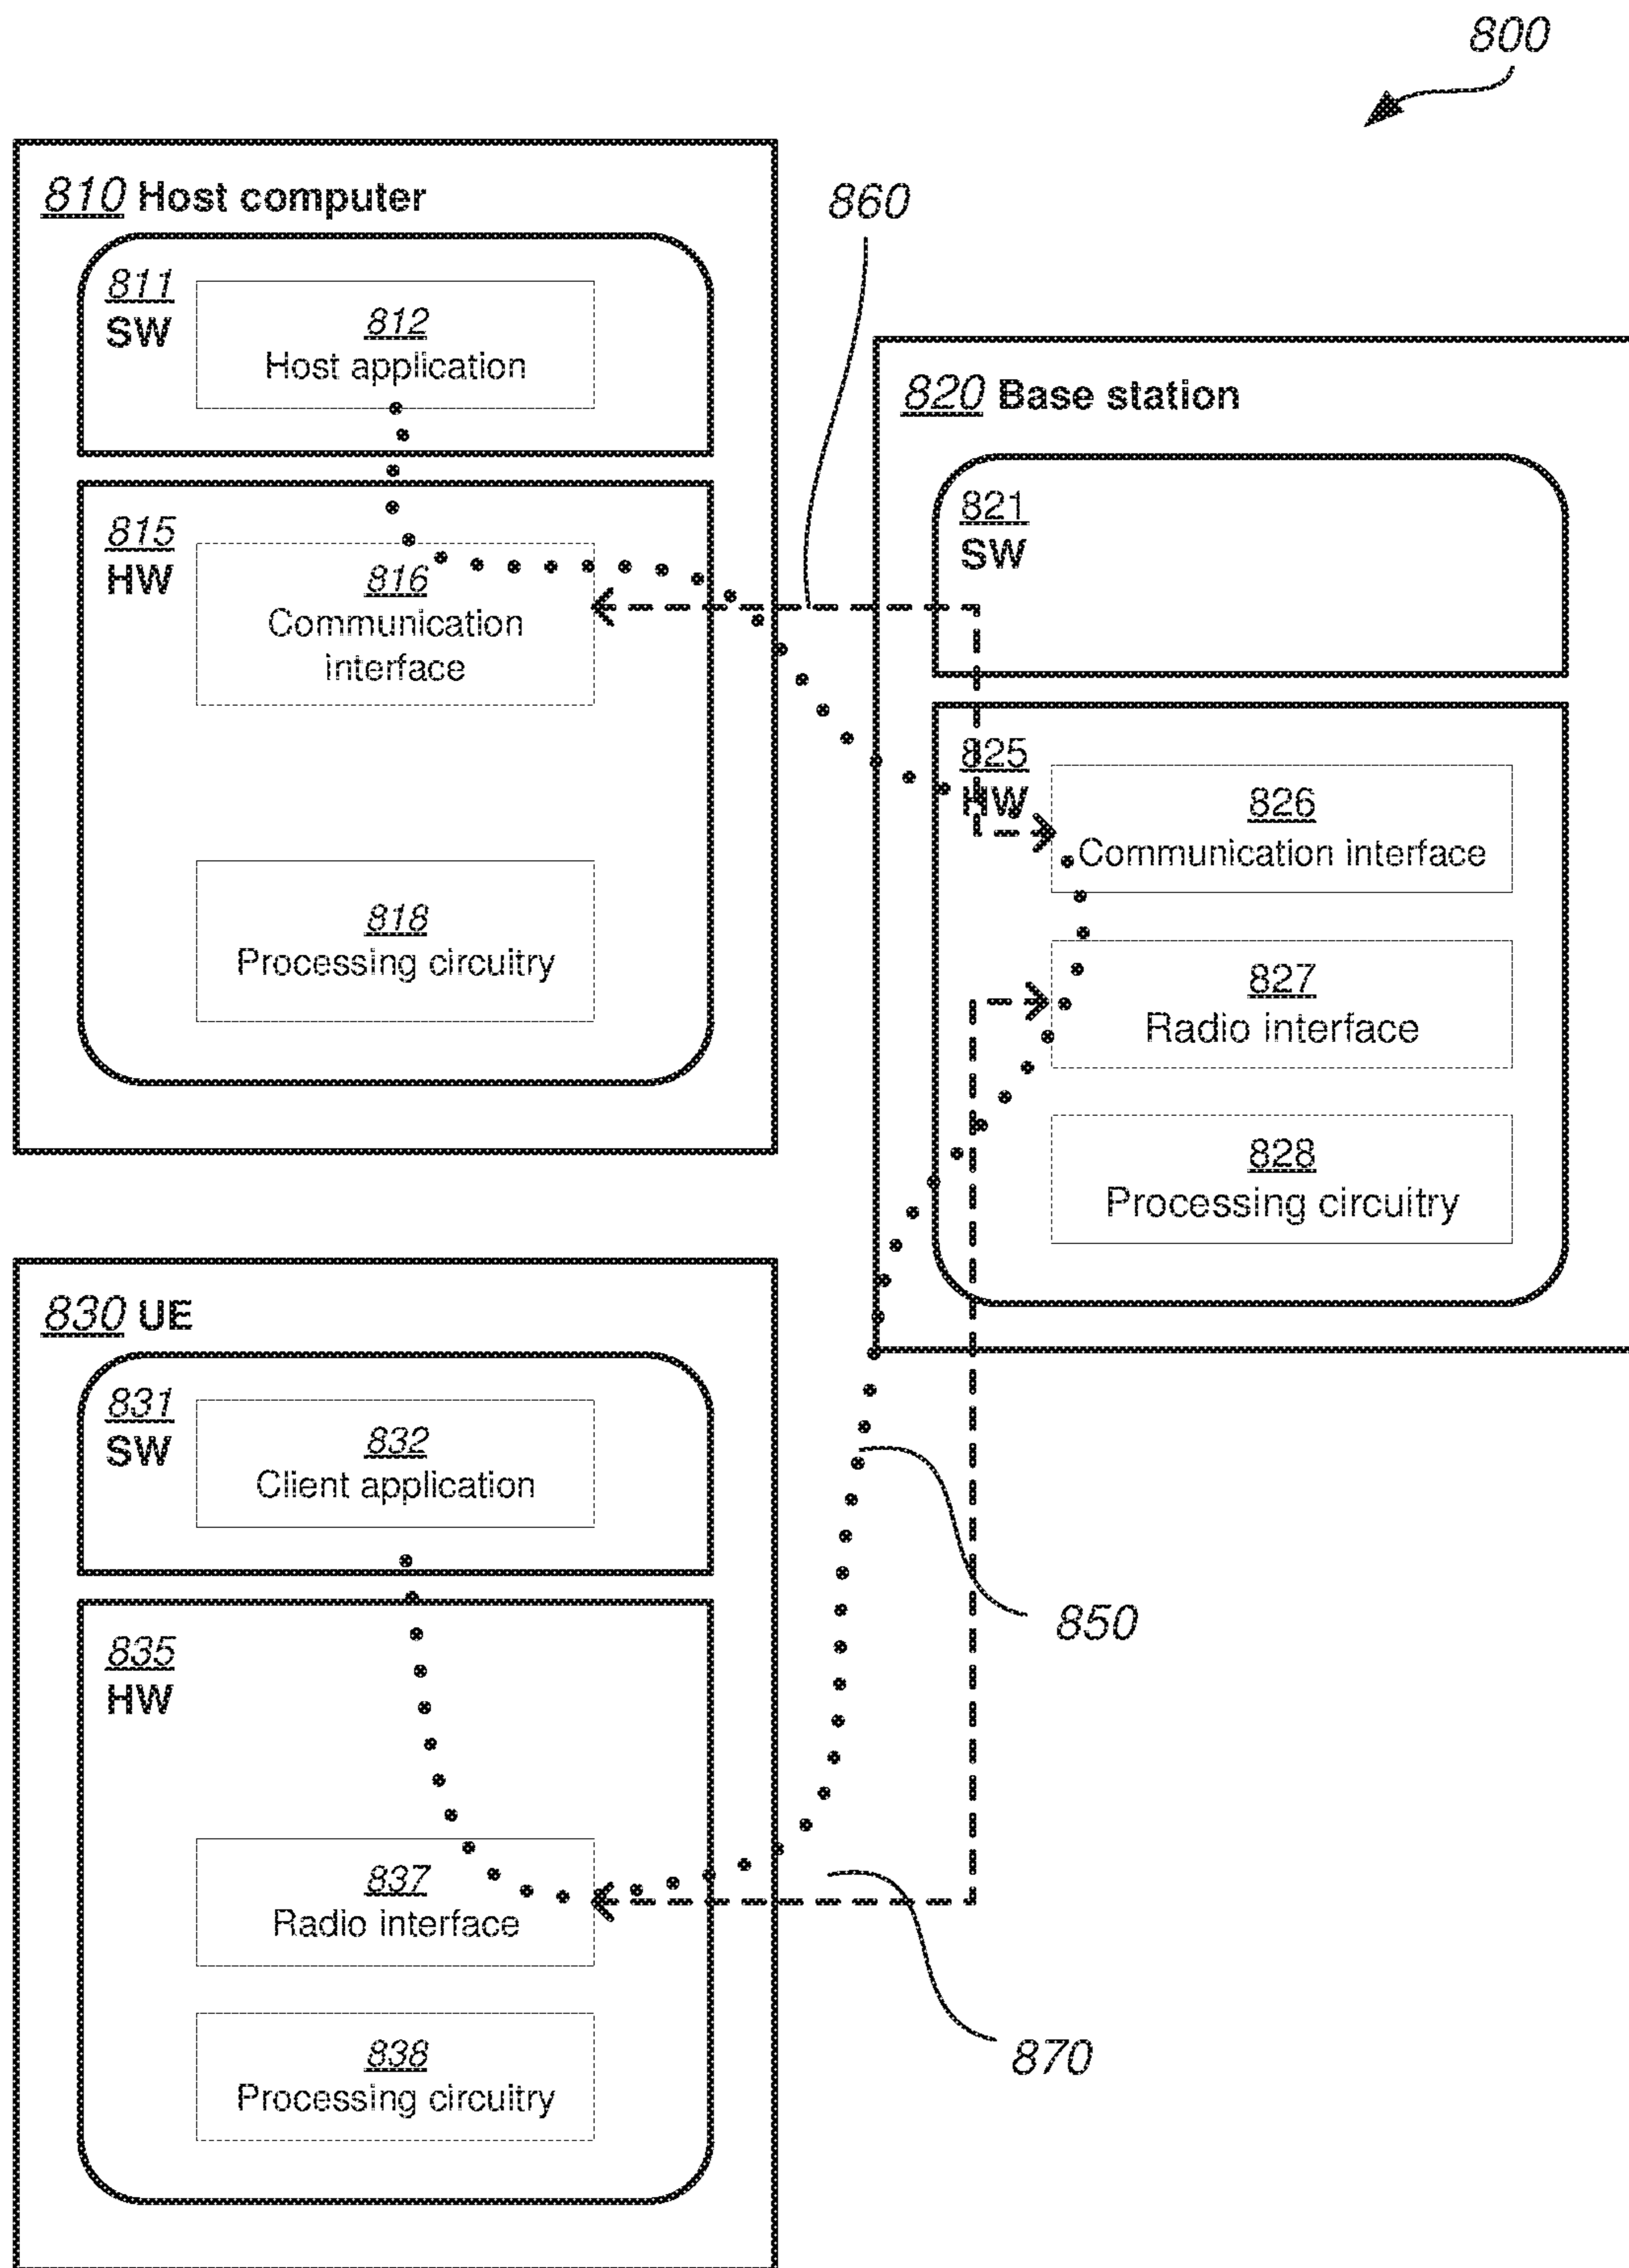 800
810 Host computer
811
SW
812
Host application
815
HW
816
Communication
interface
818
Processing circuitry
860
820 Base station
821
SW
825
HW
826
Communication interface
827
Radio interface
828
Processing circuitry
830 UE
831
SW
832
Client application
835
HW
837
Radio interface
838
Processing circuitry
850
870